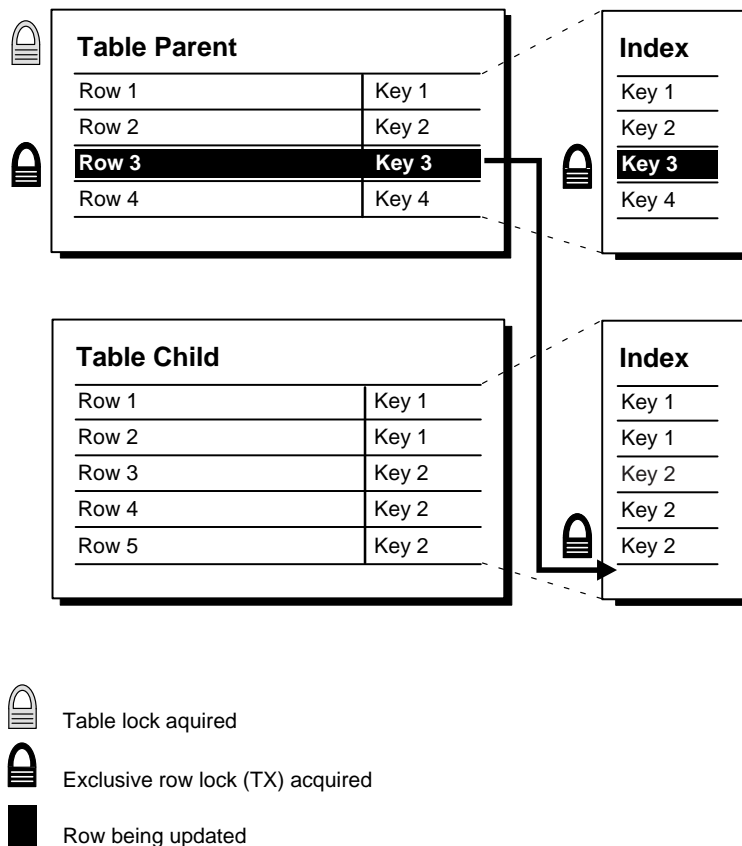 Table Parent
Row 1 Key 1
Row 2 Key 2
Row 3 Key 3
Row 4 Key 4
Index
Key 1
Key 2
Key 3
Key 4
Table Child
Row 1 Key 1
Row 2 Key 1
Row 3 Key 2
Row 4 Key 2
Row 5 Key 2
Index
Key 1
Key 1
Key 2
Key 2
Key 2
Table lock aquired
Exclusive row lock (TX) acquired
Row being updated